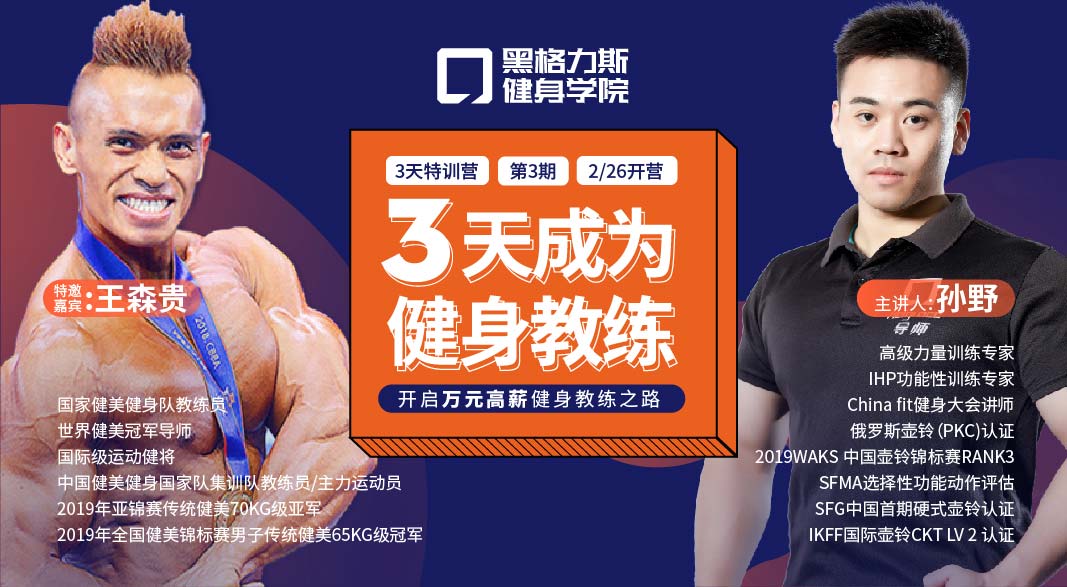 黑格力斯
健身学院
3天特训营
第3期
2/26开营
3天成为
健身教练
开启万元高薪健身教练之路
特邀
嘉宾:王森贵
2018·CBBA
国家健美健身队教练员
世界健美冠军导师
国际级运动健将
中国健美健身国家队集训队教练员/主力运动员
2019年亚锦赛传统健美70KG级亚军
2019年全国健美锦标赛男子传统健美65KG级冠军
主讲人:孙野
导师
高级力量训练专家
IHP功能性训练专家
China fit健身大会讲师
俄罗斯壶铃(PKC)认证
2019WAKS 中国壶铃锦标赛RANK3
SFMA选择性功能动作评估
SFG中国首期硬式壶铃认证
IKFF国际壶铃CKT LV 2 认证